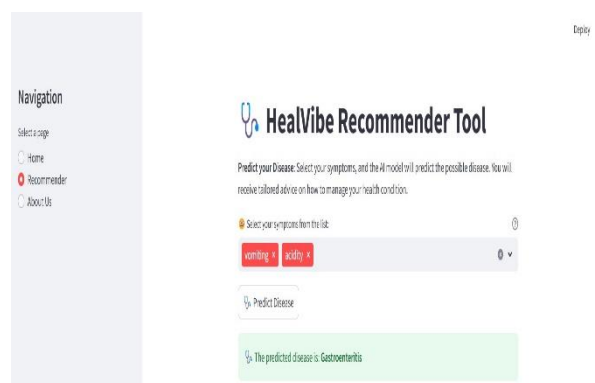 Deploy
Navigation
Select a page
Home
Recommender
About Us
HealVibe Recommender Tool
Predict your Disease: Select your symptoms, and the AI model will predict the possible disease. You will
receive tailored advice on how to manage your health condition.
Select your symptoms from the list:
vomiting × acidity ×
Predict Disease
The predicted disease is: Gastroenteritis